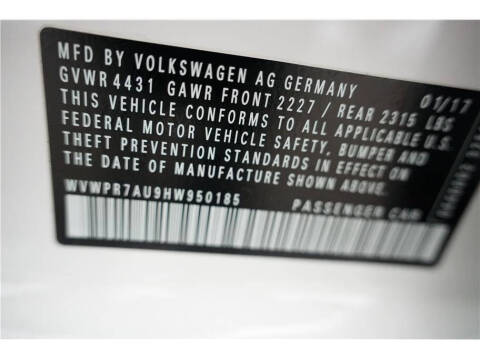 MFD BY VOLKSWAGEN AG GERMANY 01/17
GVWR 4431 GAWR FRONT 2227 / REAR 2315 LBS
THIS VEHICLE CONFORMS TO ALL APPLICABLE U.S.
FEDERAL MOTOR VEHICLE SAFETY, BUMPER AND
THEFT PREVENTION STANDARDS IN EFFECT ON
THE DATE OF MANUFACTURE SHOWN ABOVE.
WVWPR7AU9HW950185 PASSENGER CAR